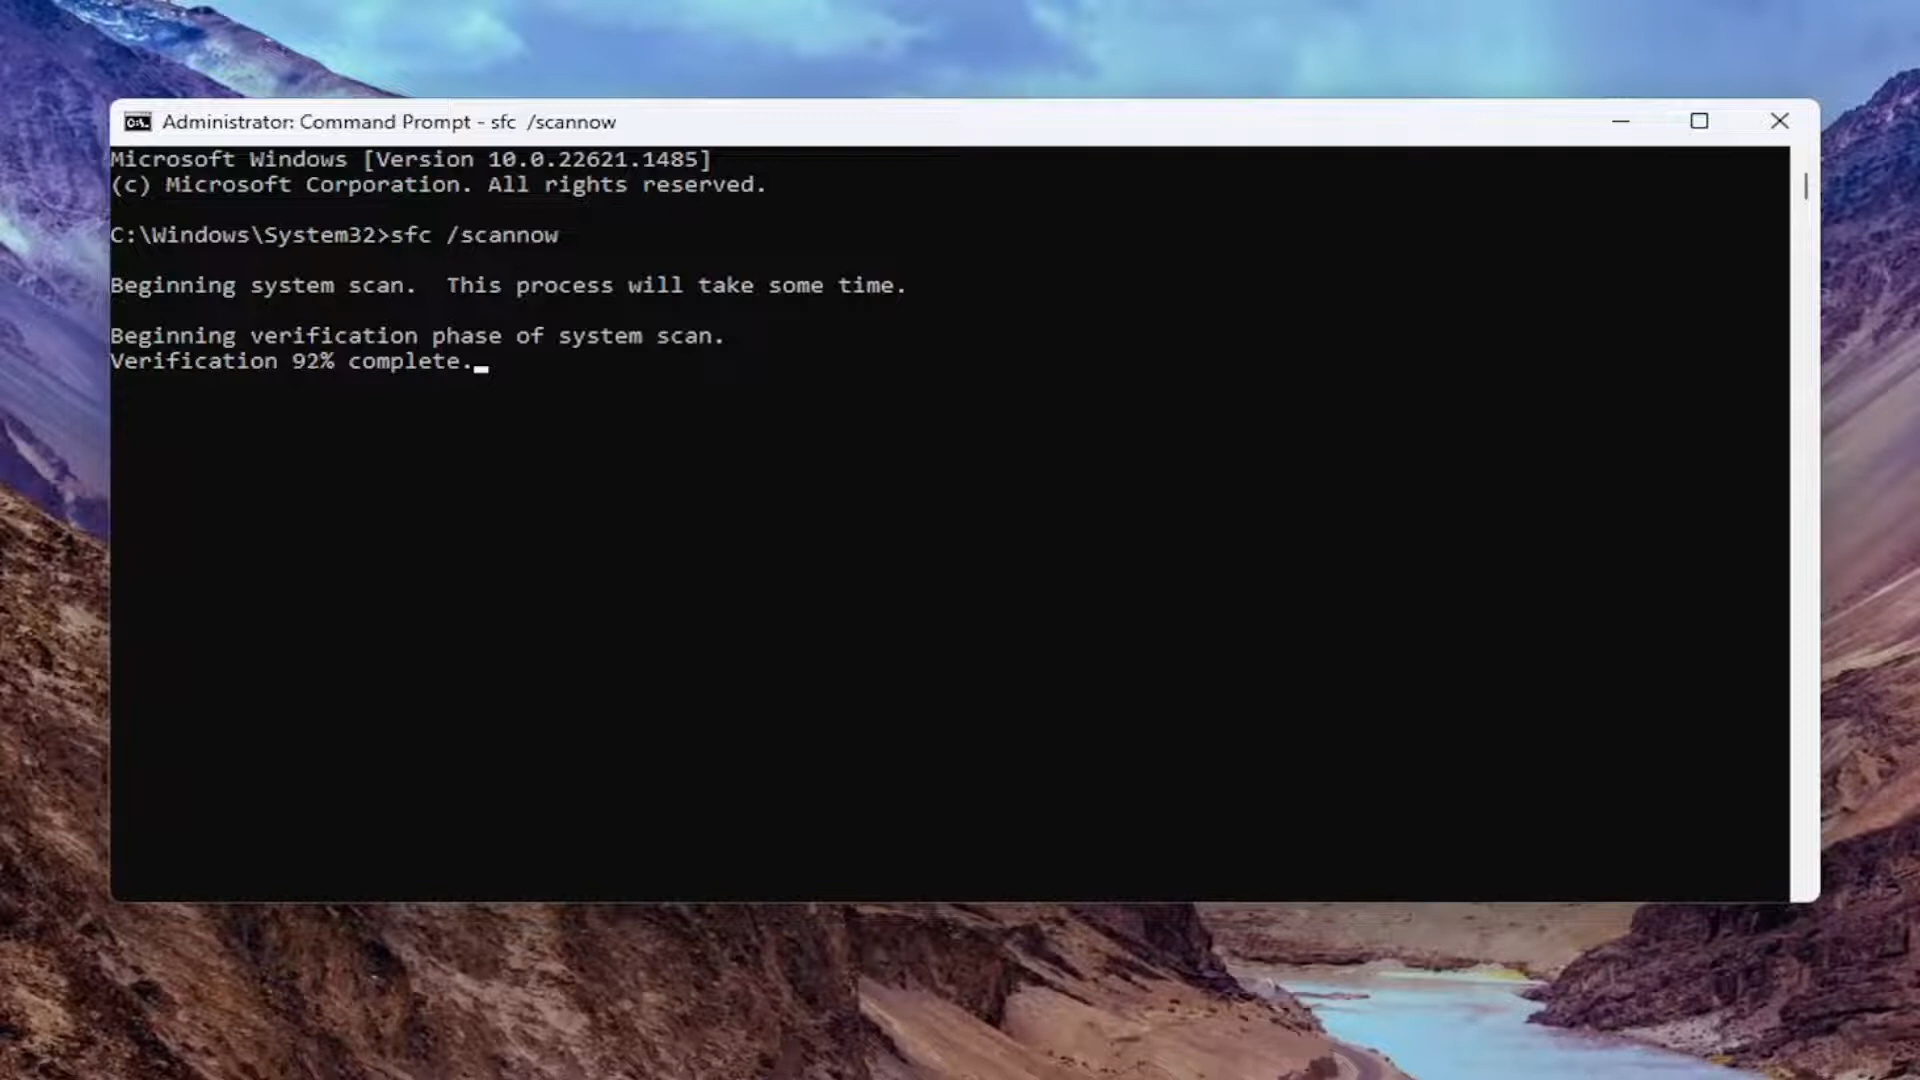 Administrator: Command Prompt - sfc  /scannow
Microsoft Windows [Version 10.0.22621.1485]
(c) Microsoft Corporation. All rights reserved.
C:\Windows\System32>sfc /scannow
Beginning system scan.  This process will take some time.
Beginning verification phase of system scan.
Verification 92% complete.